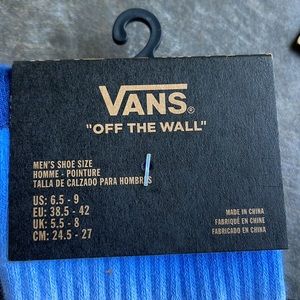 VANS®
"OFF THE WALL"
MEN'S SHOE SIZE
HOMME - POINTURE
TALLA DE CALZADO PARA HOMBRES
US: 6.5 - 9
EU: 38.5 - 42
UK: 5.5 - 8
CM: 24.5 - 27
MADE IN CHINA
FABRIQUÉ EN CHINE
FABRICADO EN CHINA